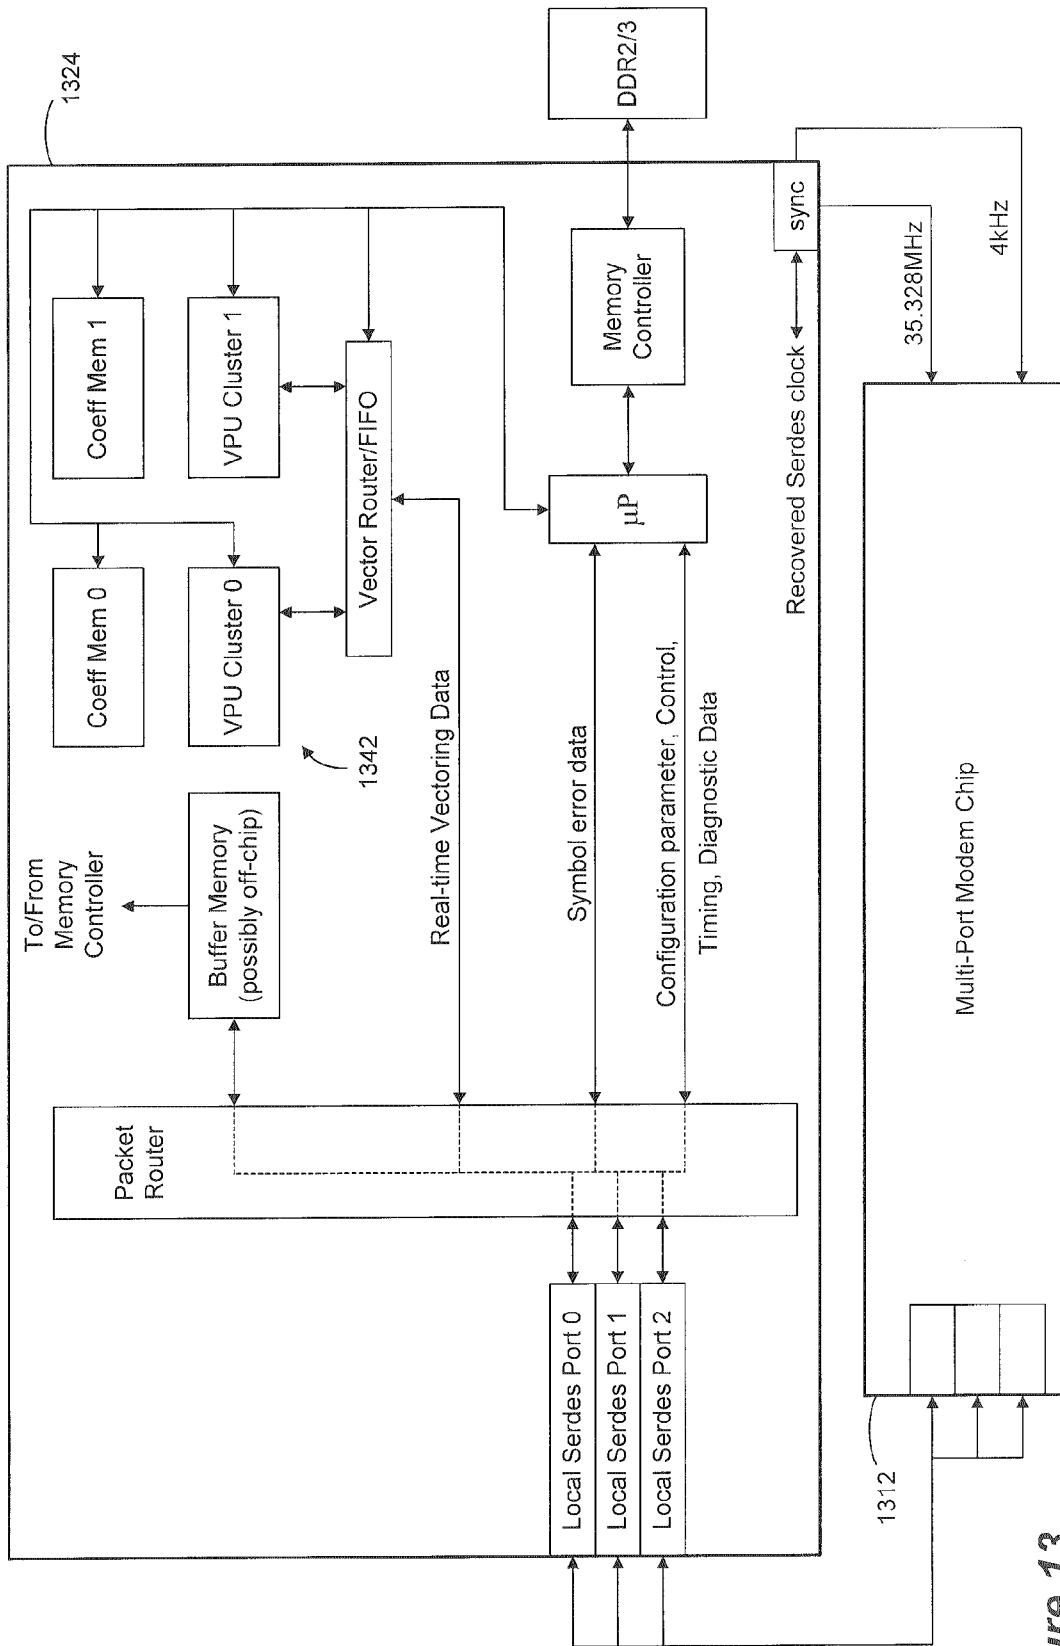 1324
To/From
Memory
Controller
Buffer Memory
(possibly off-chip)
Coeff Mem 0
Coeff Mem 1
VPU Cluster 0
VPU Cluster 1
1342
Vector Router/FIFO
Packet
Router
Real-time Vectoring Data
Symbol error data
Configuration parameter, Control,
Timing, Diagnostic Data
µP
Memory
Controller
DDR2/3
Local Serdes Port 0
Local Serdes Port 1
Local Serdes Port 2
Recovered Serdes clock
sync
35.328MHz
4kHz
1312
Multi-Port Modem Chip
13